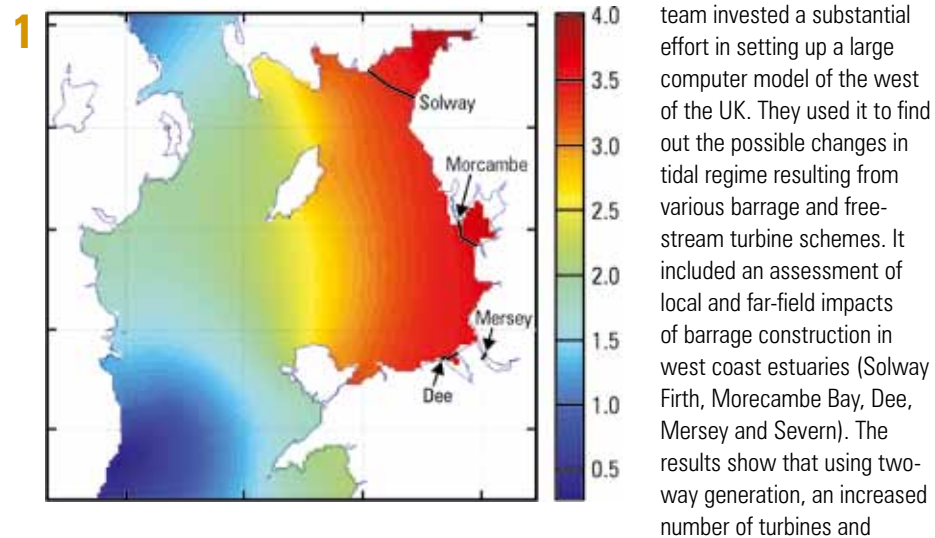 1
4.0
3.5
3.0
2.5
2.0
1.5
1.0
0.5
Solway
Morcambe
Mersey
Dee
team invested a substantial
effort in setting up a large
computer model of the west
of the UK. They used it to find
out the possible changes in
tidal regime resulting from
various barrage and free-
stream turbine schemes. It
included an assessment of
local and far-field impacts
of barrage construction in
west coast estuaries (Solway
Firth, Morecambe Bay, Dee,
Mersey and Severn). The
results show that using two-
way generation, an increased
number of turbines and